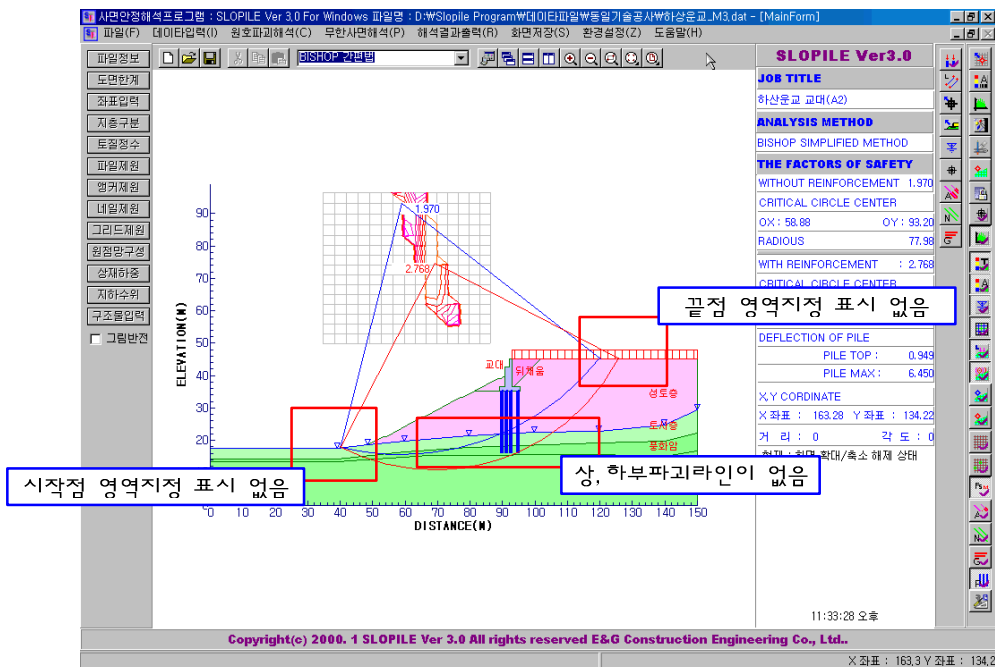 사면안정해석프로그램 : SLOPILE Ver 3.0 For Windows 파일명 : D:₩Slopile Program₩데이타파일₩동일기술공사₩하산운교_M3.dat - [MainForm]
파일(F) 데이타입력(I) 원호파괴해석(C) 무한사면해석(P) 해석결과출력(R) 화면저장(S) 환경설정(Z) 도움말(H)
BISHOP 간편법
파일정보
도면한계
좌표입력
지층구분
토질정수
파일제원
앵커제원
네일제원
그리드제원
원점망구성
상재하중
지하수위
구조물입력
그림반전
SLOPILE Ver3.0
JOB TITLE
하산운교 교대(A2)
ANALYSIS METHOD
BISHOP SIMPLIFIED METHOD
THE FACTORS OF SAFETY
WITHOUT REINFORCEMENT 1.970
CRITICAL CIRCLE CENTER
OX : 58.88 OY : 93.20
RADIOUS 77.98
WITH REINFORCEMENT : 2.768
CRITICAL CIRCLE CENTER
DEFLECTION OF PILE
PILE TOP : 0.949
PILE MAX : 6.450
X,Y CORDINATE
X 좌표 : 163.28 Y 좌표 : 134.22
거 리 : 0 각 도 : 0
현재 : 화면 확대/축소 해제 상태
11:33:28 오후
1.970
2.768
ELEVATION(M)
90
80
70
60
50
40
30
20
교대
뒤채움
성토층
토사층
풍화암
0 10 20 30 40 50 60 70 80 90 100 110 120 130 140 150
DISTANCE(M)
끝점 영역지정 표시 없음
시작점 영역지정 표시 없음
상,하부파괴라인이 없음
Copyright(c) 2000. 1 SLOPILE Ver 3.0 All rights reserved E&G Construction Engineering Co., Ltd..
X 좌표 : 163,3 Y 좌표 : 134,2